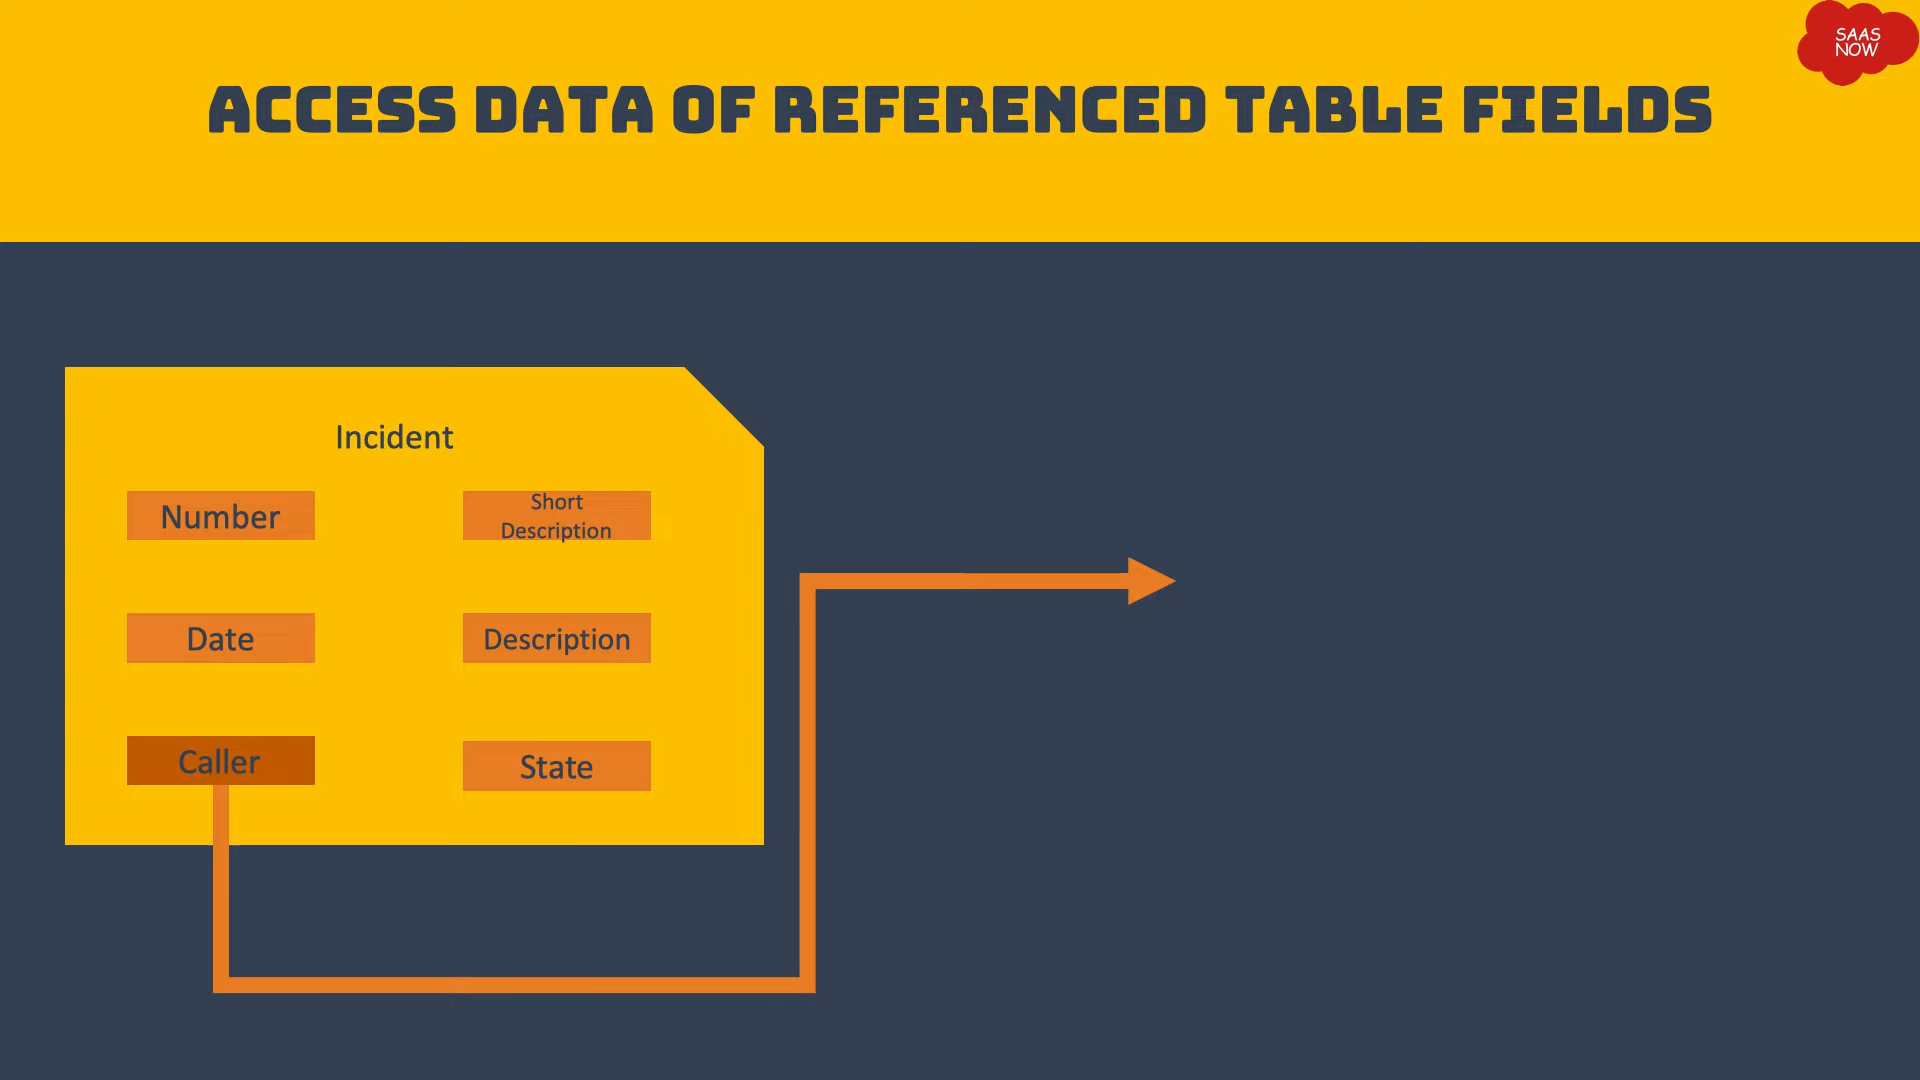 SAAS
NOW
ACCESS DATA OF REFERENCED TABLE FIELDS
Incident
Number
Short
Description
Date
Description
Caller
State